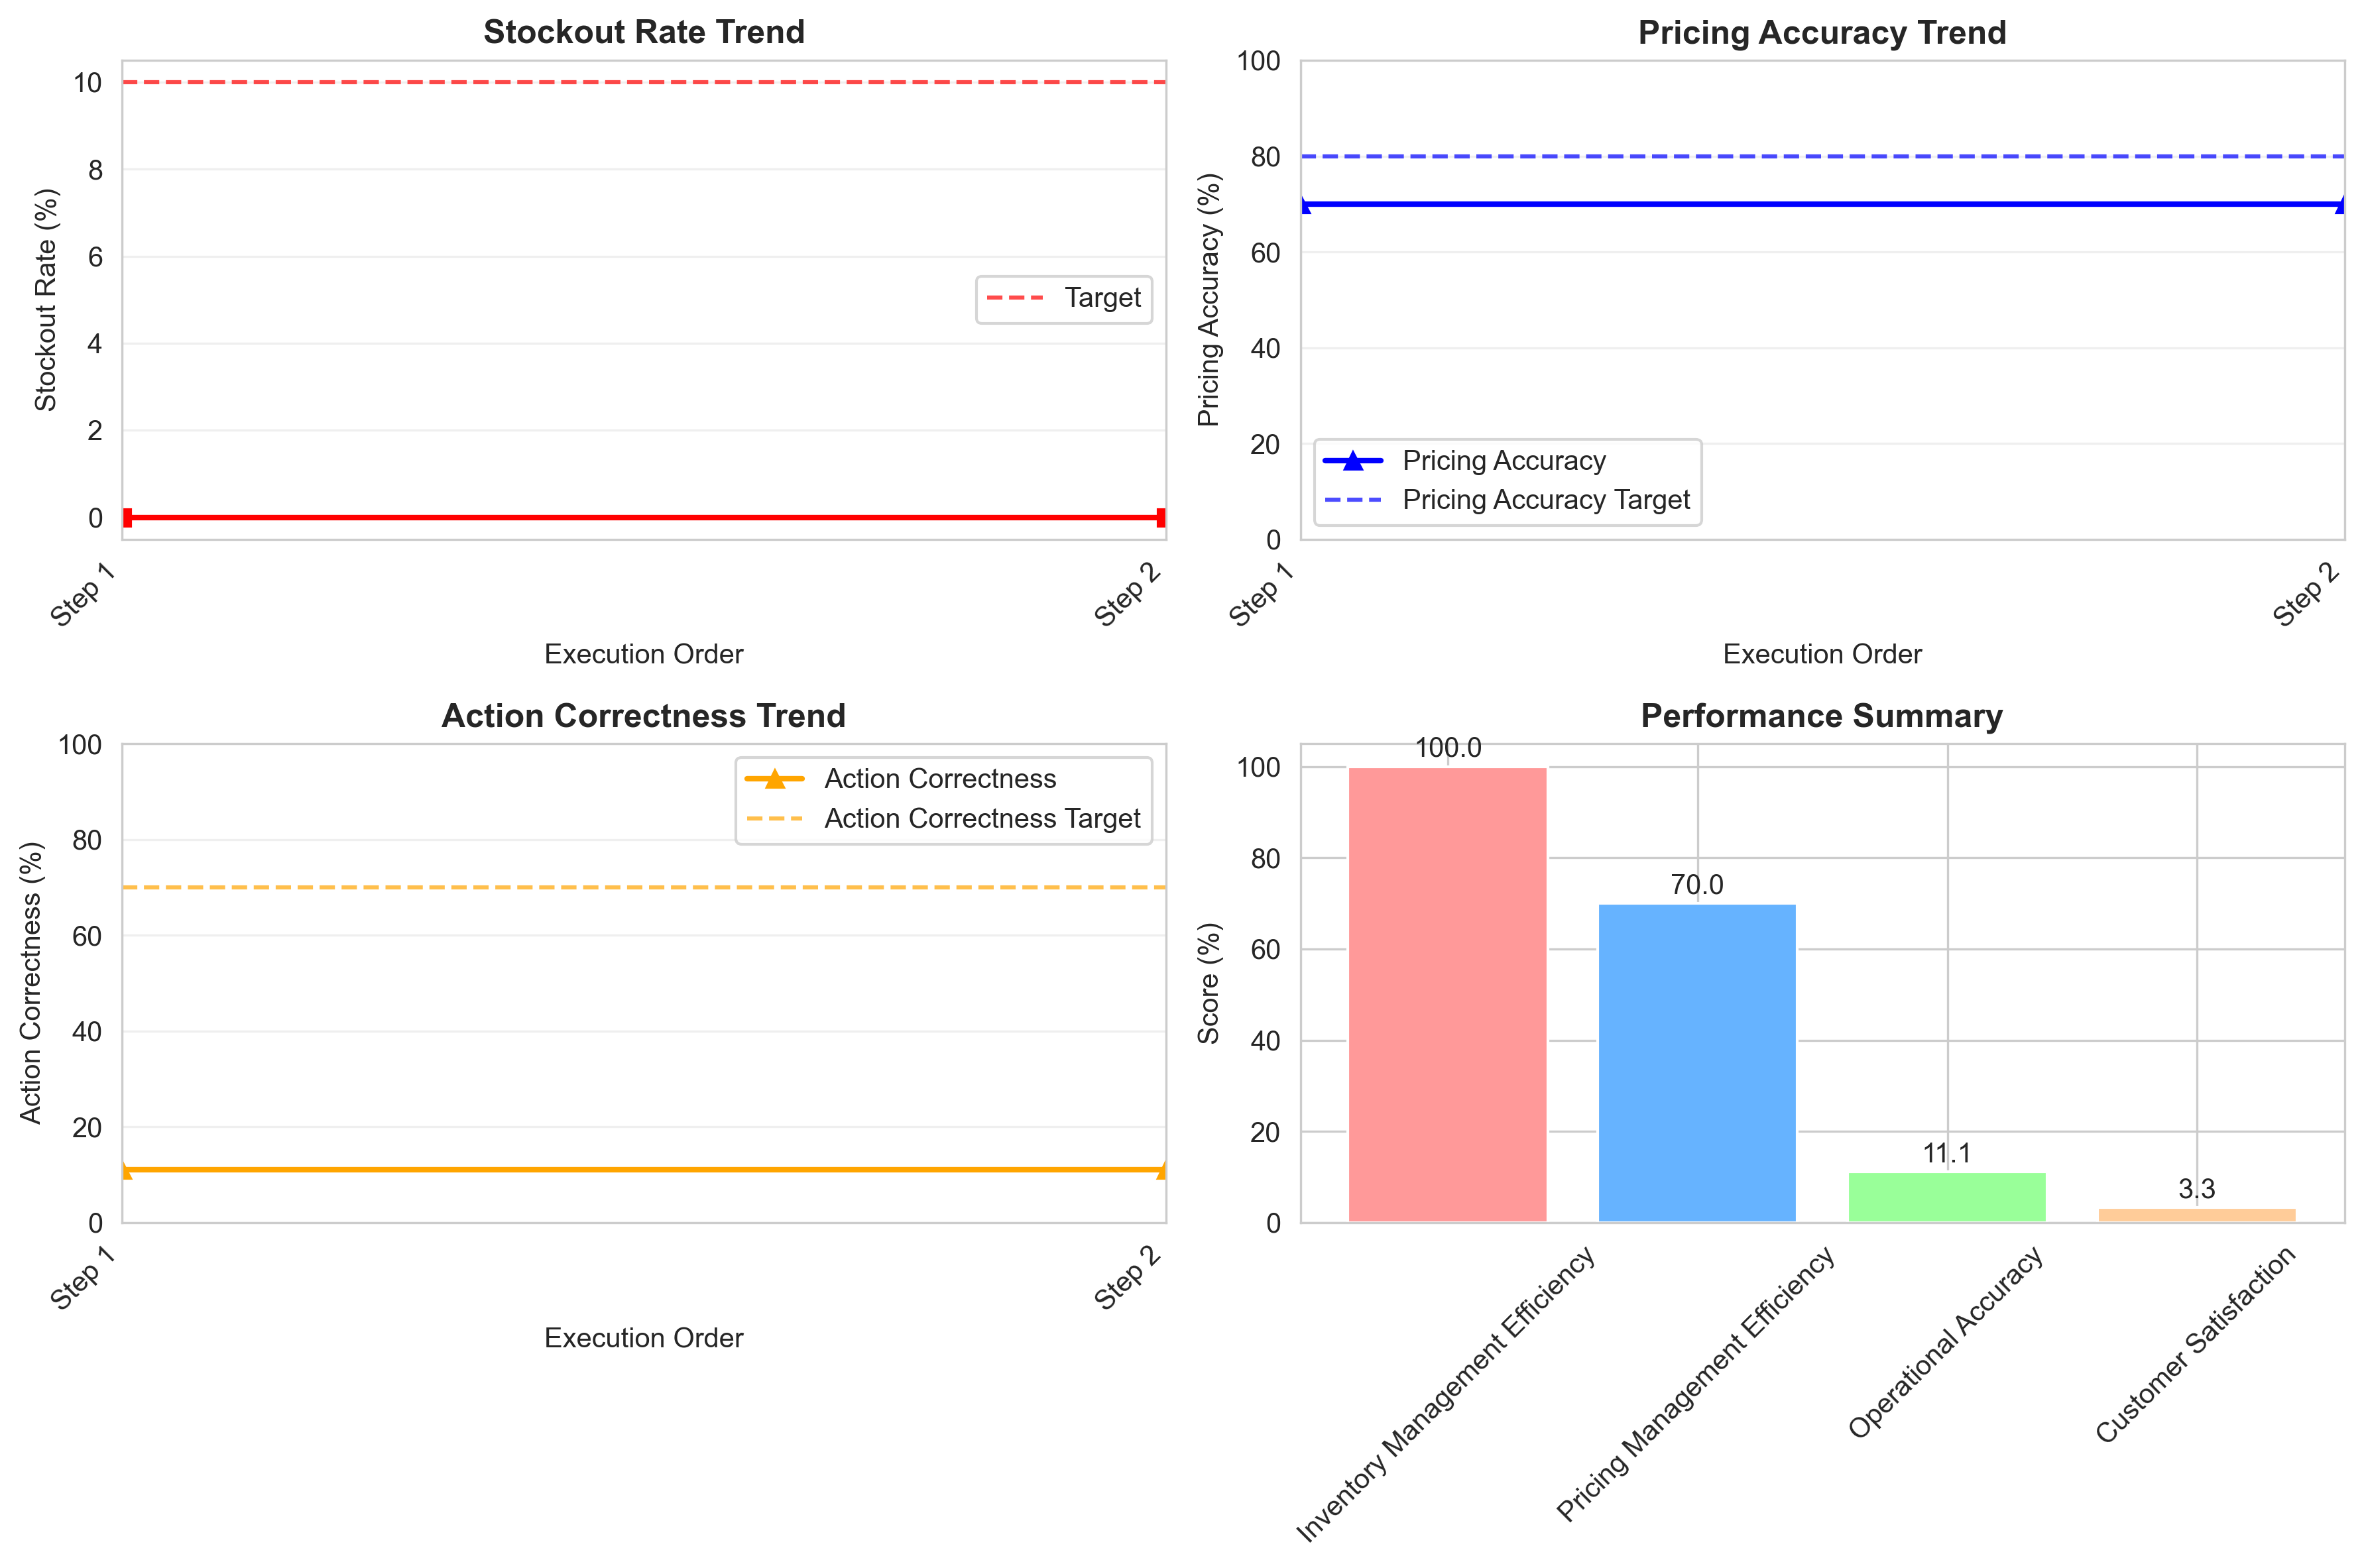 Stockout Rate Trend
10
8
6
4
2
0
Stockout Rate (%)
Target
Step 1
Step 2
Execution Order
Pricing Accuracy Trend
100
80
60
40
20
0
Pricing Accuracy (%)
Pricing Accuracy
Pricing Accuracy Target
Step 1
Step 2
Execution Order
Action Correctness Trend
100
80
60
40
20
0
Action Correctness (%)
Action Correctness
Action Correctness Target
Step 1
Step 2
Execution Order
Performance Summary
100
80
60
40
20
0
Score (%)
100.0
70.0
11.1
3.3
Inventory Management Efficiency
Pricing Management Efficiency
Operational Accuracy
Customer Satisfaction